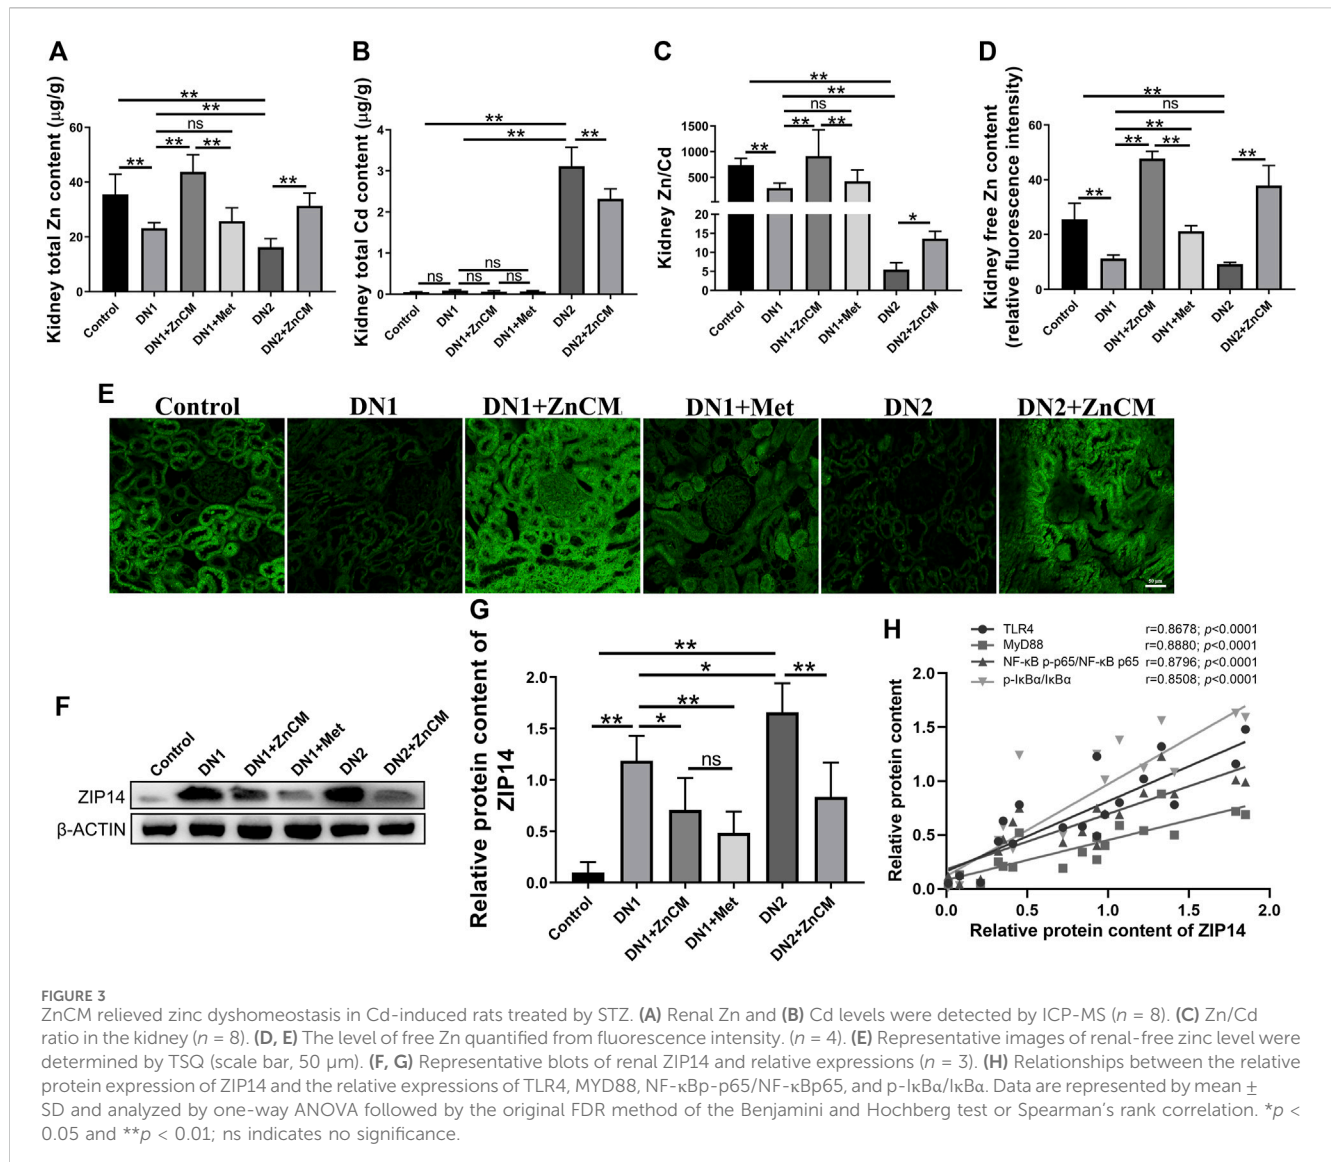 A
Kidney total Zn content (μg/g)
60
40
20
0
**
**
ns
**
**
**
**
Control
DN1
DN1+ZnCM
DN1+Met
DN2
DN2+ZnCM
B
Kidney total Cd content (μg/g)
4
3
2
1
0
**
**
**
ns
ns
ns
ns
Control
DN1
DN1+ZnCM
DN1+Met
DN2
DN2+ZnCM
C
Kidney Zn/Cd
1500
1000
500
20
15
10
5
0
**
**
ns
**
**
**
*
Control
DN1
DN1+ZnCM
DN1+Met
DN2
DN2+ZnCM
D
Kidney free Zn content
(relative fluorescence intensity)
60
40
20
0
**
ns
**
**
**
**
**
Control
DN1
DN1+ZnCM
DN1+Met
DN2
DN2+ZnCM
E
Control
DN1
DN1+ZnCM
DN1+Met
DN2
DN2+ZnCM
50 μm
F
Control
DN1
DN1+ZnCM
DN1+Met
DN2
DN2+ZnCM
ZIP14
β-ACTIN
G
Relative protein content of
ZIP14
2.0
1.5
1.0
0.5
0.0
**
*
**
**
**
*
ns
Control
DN1
DN1+ZnCM
DN1+Met
DN2
DN2+ZnCM
H
TLR4 r=0.8678; p<0.0001
MyD88 r=0.8880; p<0.0001
NF-κB p-p65/NF-κB p65 r=0.8796; p<0.0001
p-IκBα/IκBα r=0.8508; p<0.0001
Relative protein content
2.0
1.5
1.0
0.5
0.0
0.0 0.5 1.0 1.5 2.0
Relative protein content of ZIP14
FIGURE 3
ZnCM relieved zinc dyshomeostasis in Cd-induced rats treated by STZ. (A) Renal Zn and (B) Cd levels were detected by ICP-MS (n = 8). (C) Zn/Cd
ratio in the kidney (n = 8). (D, E) The level of free Zn quantified from fluorescence intensity. (n = 4). (E) Representative images of renal-free zinc level were
determined by TSQ (scale bar, 50 μm). (F, G) Representative blots of renal ZIP14 and relative expressions (n = 3). (H) Relationships between the relative
protein expression of ZIP14 and the relative expressions of TLR4, MYD88, NF-κBp-p65/NF-κBp65, and p-IκBα/IκBα. Data are represented by mean ±
SD and analyzed by one-way ANOVA followed by the original FDR method of the Benjamini and Hochberg test or Spearman's rank correlation. *p <
0.05 and **p < 0.01; ns indicates no significance.